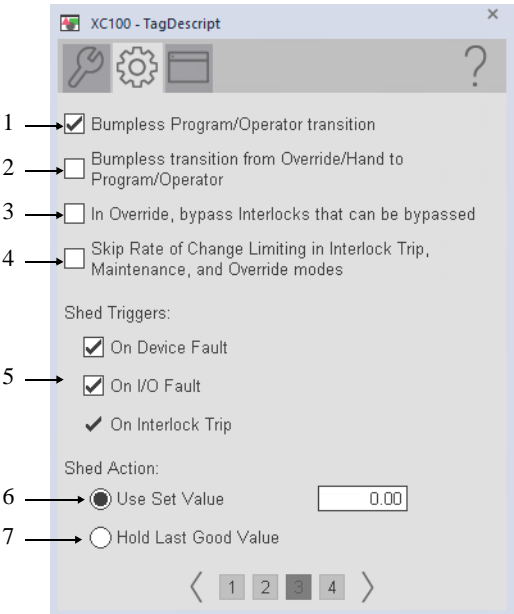 XC100 - TagDescript
?
1 Bumpless Program/Operator transition
2 Bumpless transition from Override/Hand to
Program/Operator
3 In Override, bypass Interlocks that can be bypassed
4 Skip Rate of Change Limiting in Interlock Trip,
Maintenance, and Override modes
Shed Triggers:
On Device Fault
5 On I/O Fault
On Interlock Trip
Shed Action:
6 Use Set Value 0.00
7 Hold Last Good Value
1 2 3 4